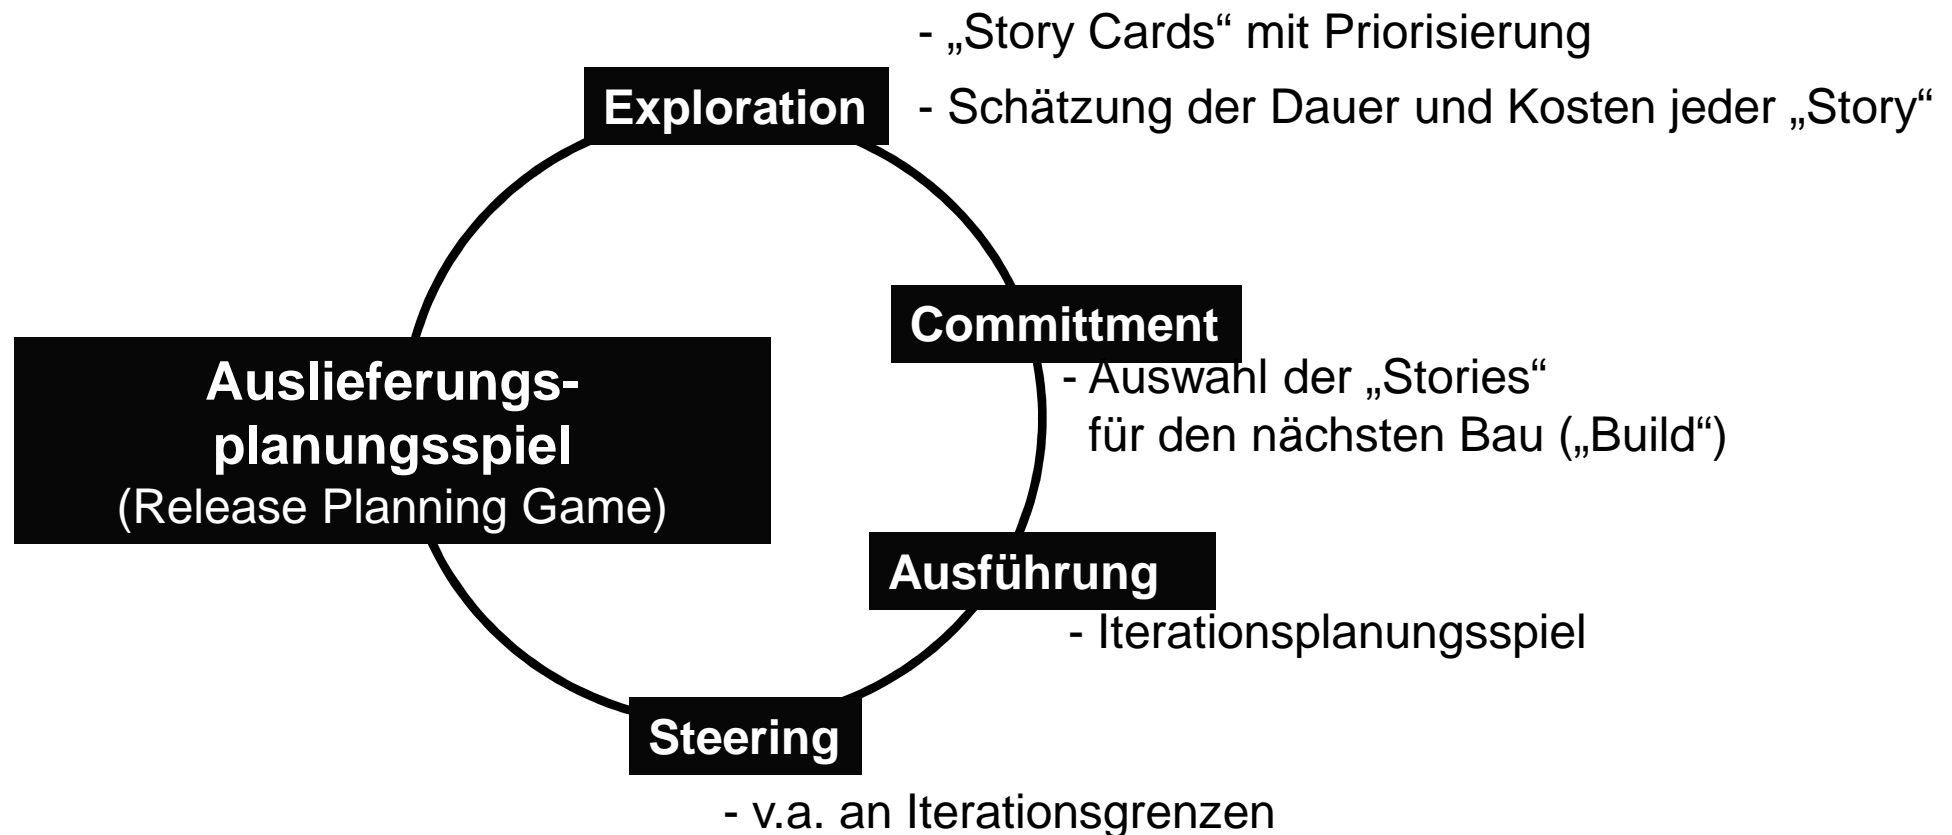 - „Story Cards“ mit Priorisierung
Exploration
- Schätzung der Dauer und Kosten jeder „Story“
Committment
- Auswahl der „Stories“
für den nächsten Bau („Build“)
Auslieferungs-
planungsspiel
(Release Planning Game)
Ausführung
- Iterationsplanungsspiel
Steering
- v.a. an Iterationsgrenzen